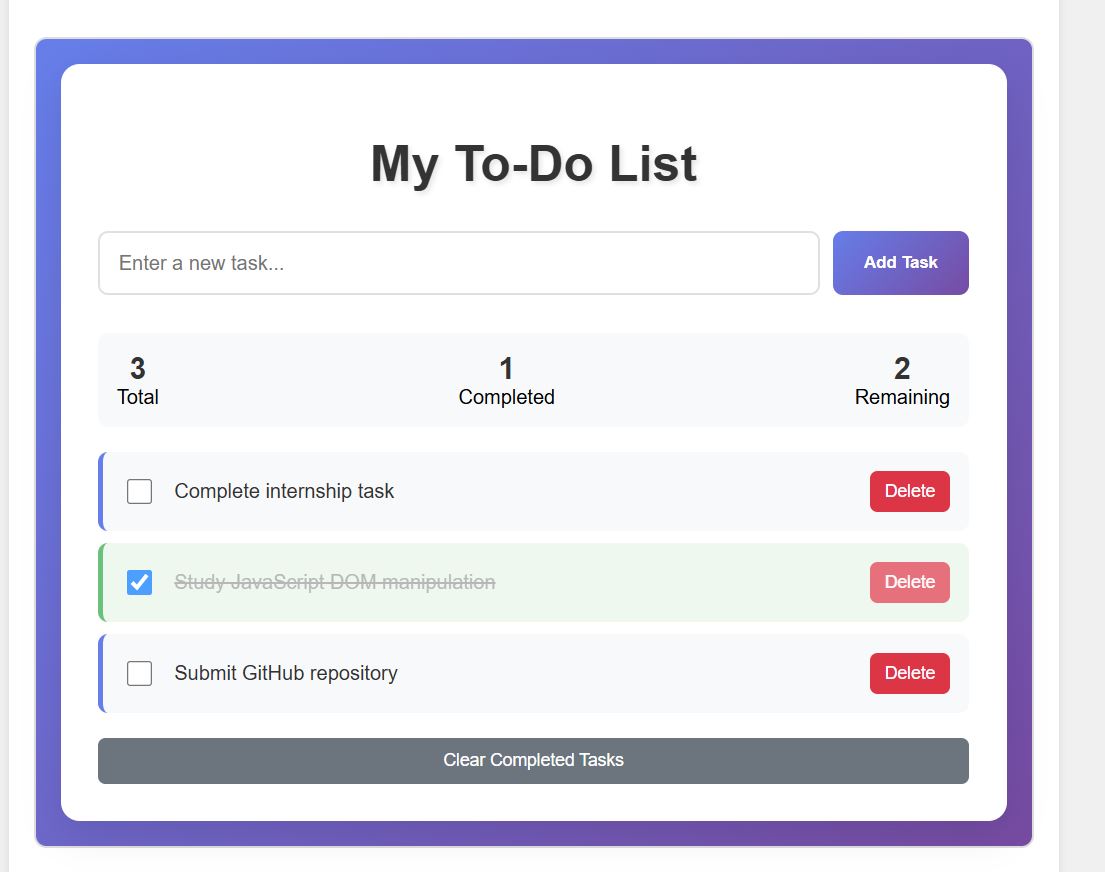 My To-Do List
Enter a new task...
Add Task
3
Total
1
Completed
2
Remaining
Complete internship task
Delete
Study JavaScript DOM manipulation
Delete
Submit GitHub repository
Delete
Clear Completed Tasks